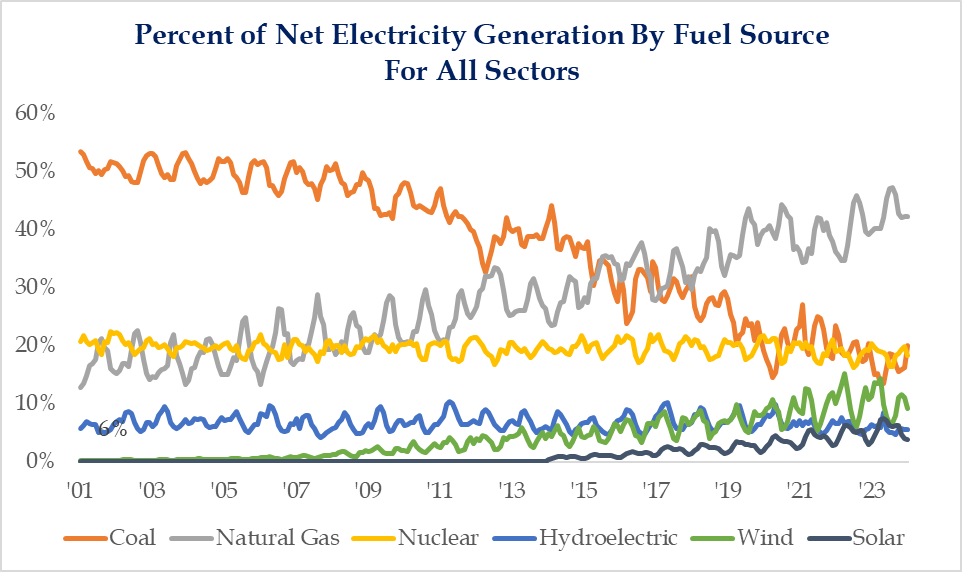 Percent of Net Electricity Generation By Fuel Source
For All Sectors
60%
50%
40%
30%
20%
10%
6%
0%
'01 '03 '05 '07 '09 '11 '13 '15 '17 '19 '21 '23
Coal Natural Gas Nuclear Hydroelectric Wind Solar